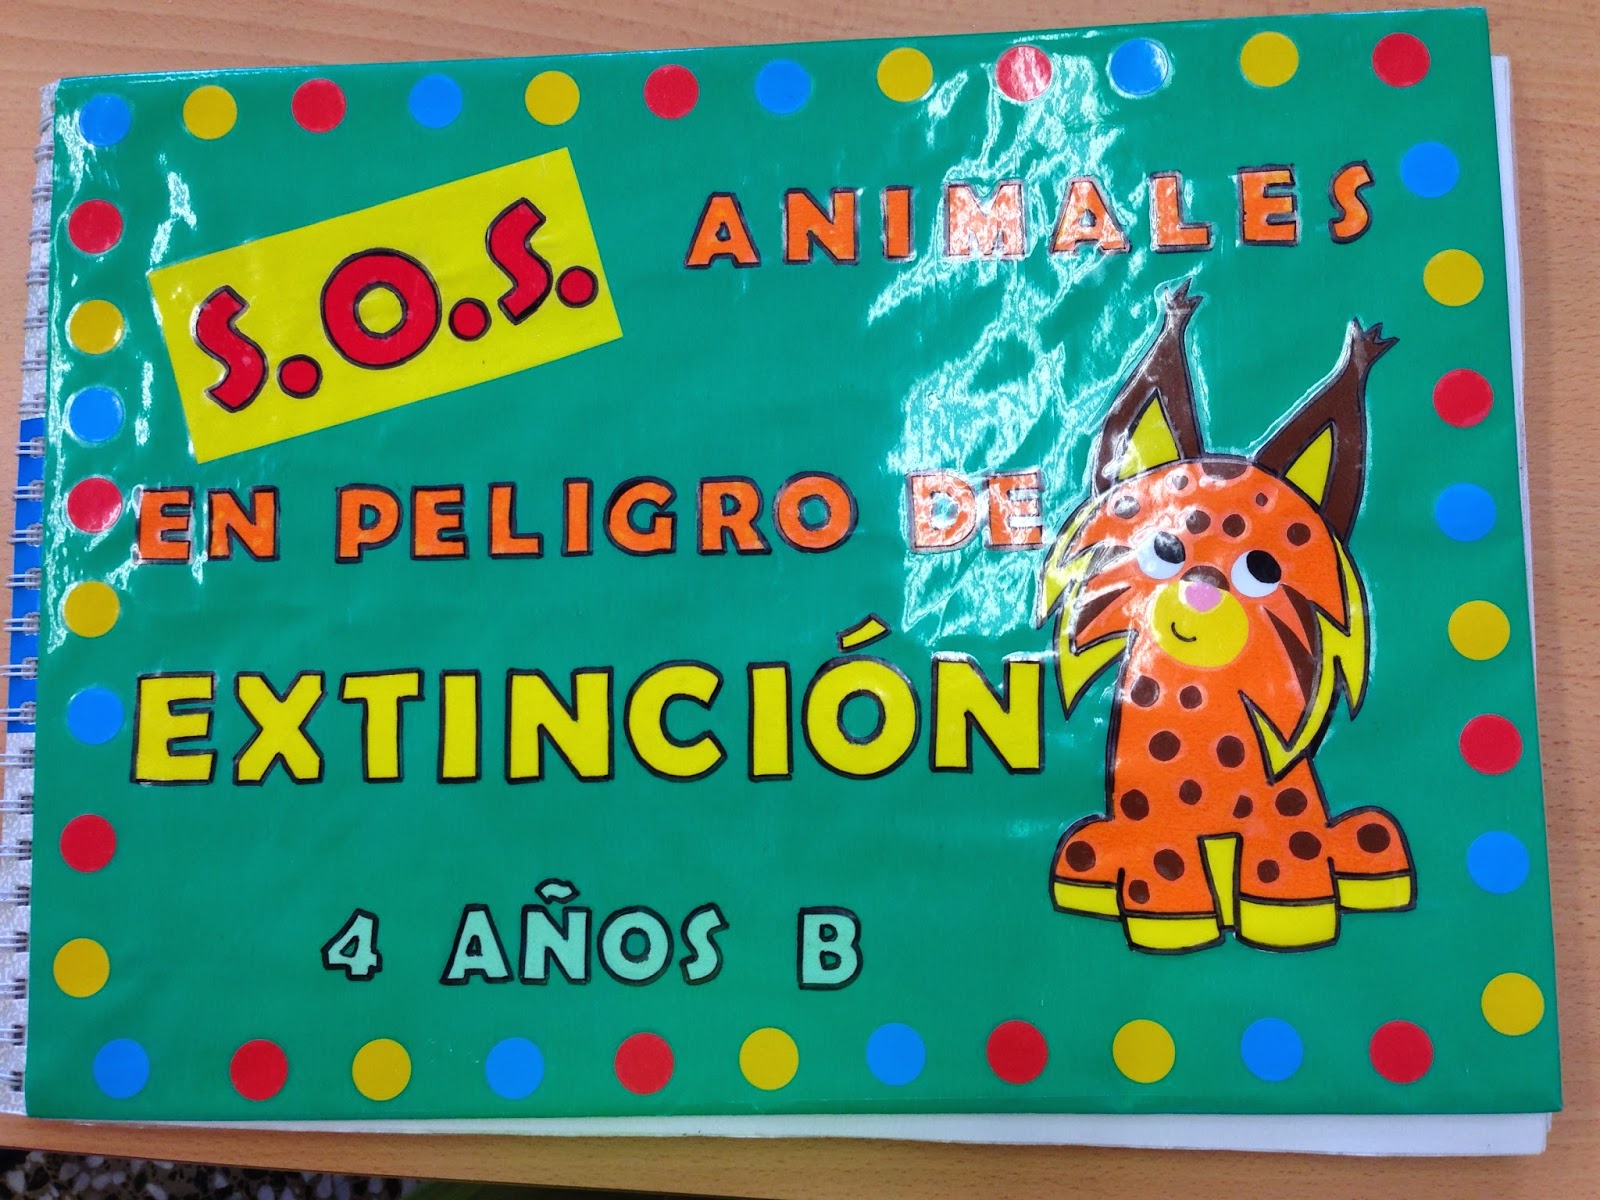 S.O.S. ANIMALES
EN PELIGRO DE
EXTINCIÓN
4 AÑOS B